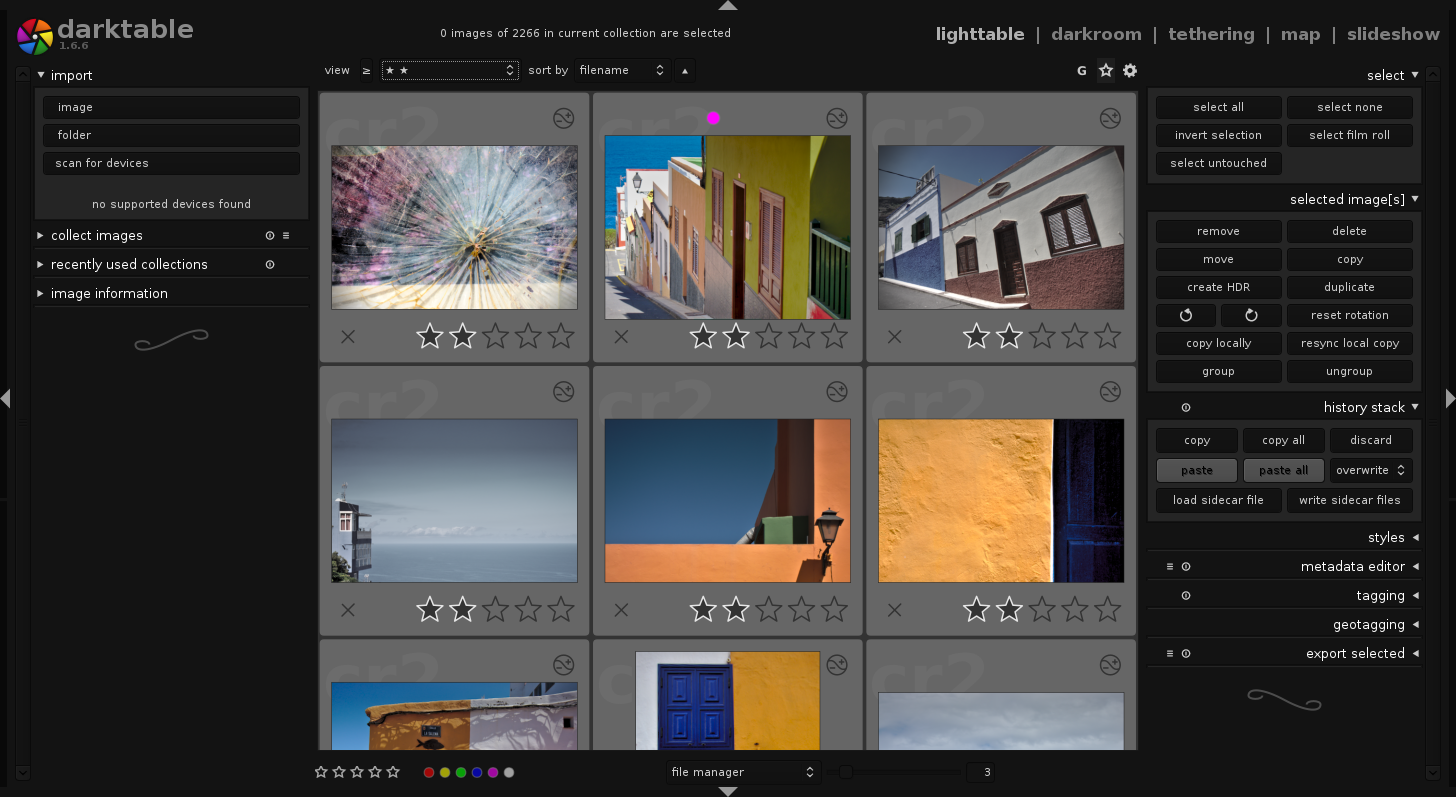 darktable
1.6.6
0 images of 2266 in current collection are selected
lighttable | darkroom | tethering | map | slideshow
view ≥ ★ ★ sort by filename ▲
G
import
image
folder
scan for devices
no supported devices found
collect images
recently used collections
image information
cr2
cr2
cr2
cr2
cr2
cr2
cr2
cr2
cr2
select
select all select none
invert selection select film roll
select untouched
selected image[s]
remove delete
move copy
create HDR duplicate
reset rotation
copy locally resync local copy
group ungroup
history stack
copy copy all discard
paste paste all overwrite
load sidecar file write sidecar files
styles
metadata editor
tagging
geotagging
export selected
file manager 3